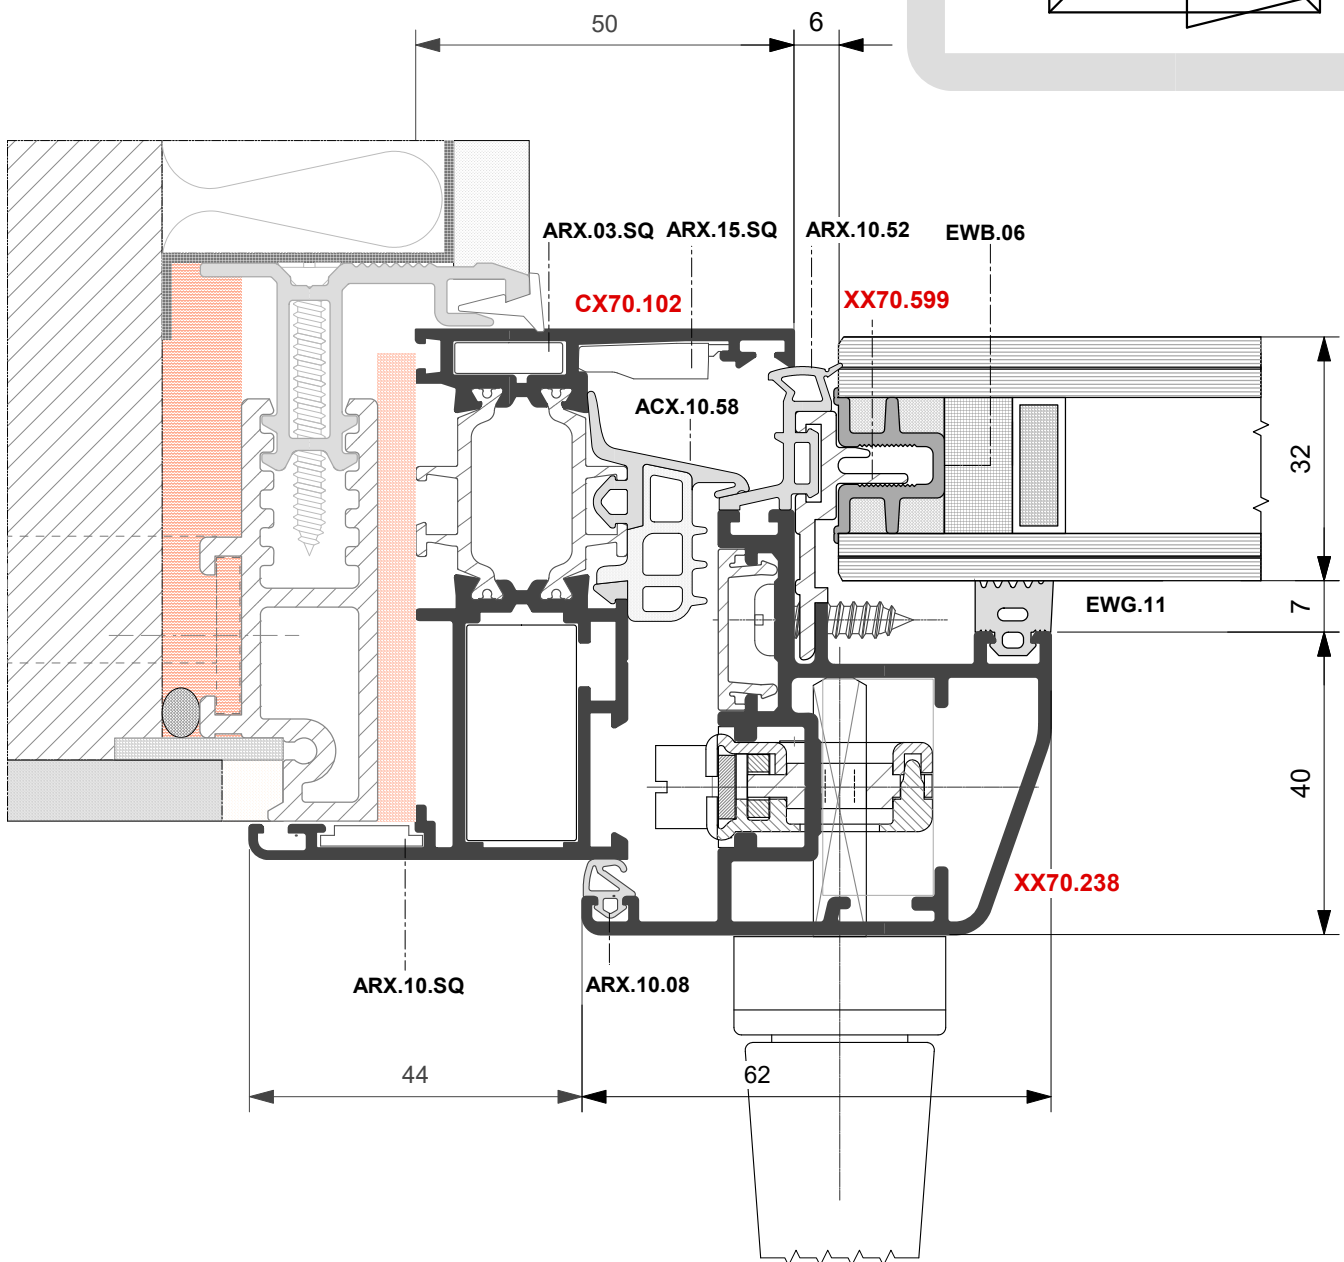 50
6
ARX.03.SQ
ARX.15.SQ
ARX.10.52
EWB.06
CX70.102
XX70.599
ACX.10.58
32
EWG.11
7
40
XX70.238
ARX.10.SQ
ARX.10.08
44
62